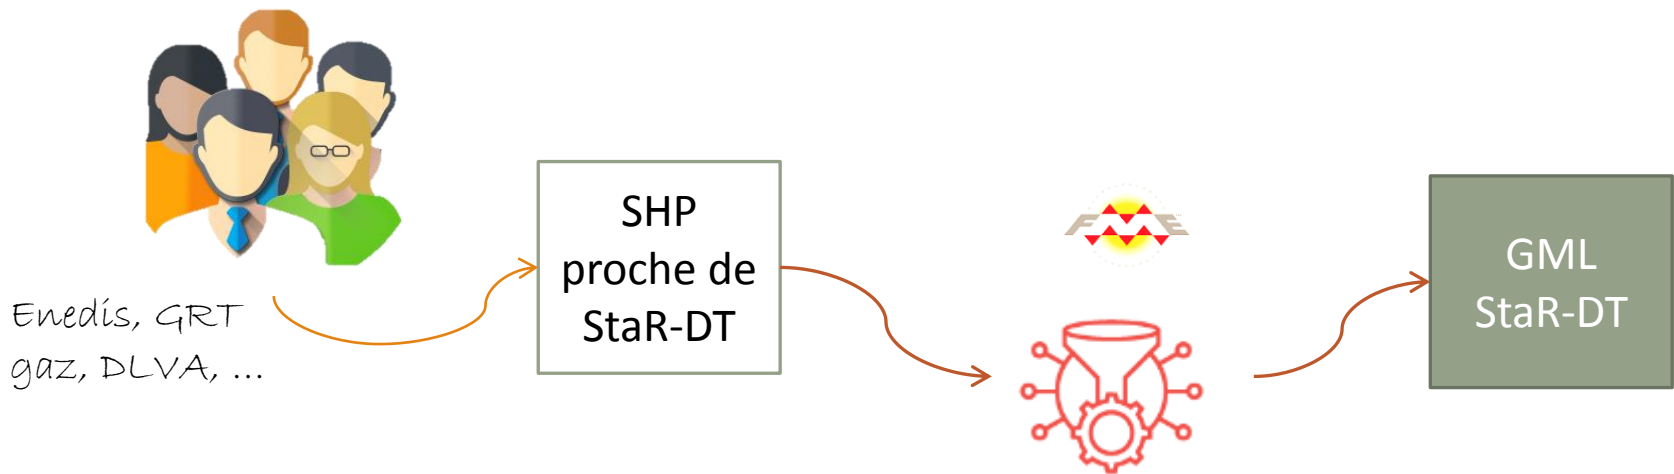 Enedis, GRT
gaz, DLVA, ...
SHP
proche de
StaR-DT
FME
GML
StaR-DT